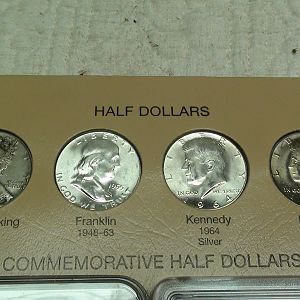 HALF DOLLARS
LIBERTY
IN GOD WE TRUST
LIBERTY
IN GOD WE TRUST
1964
king
Franklin
1948-63
Kennedy
1964
Silver
COMMEMORATIVE HALF DOLLARS